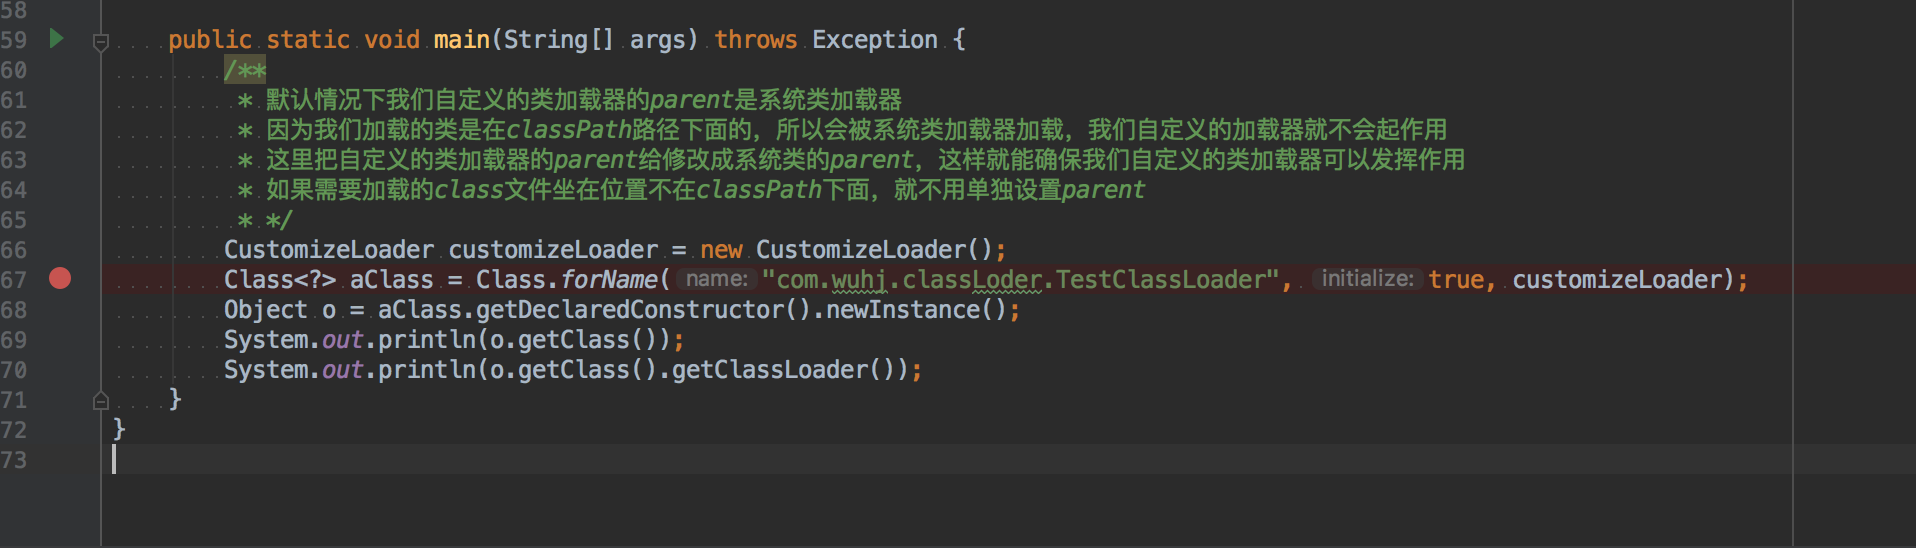 58
59 public static void main(String[] args) throws Exception {
60 /**
61 * 默认情况下我们自定义的类加载器的parent是系统类加载器
62 * 因为我们加载的类是在classPath路径下面的，所以会被系统类加载器加载，我们自定义的加载器就不会起作用
63 * 这里把自定义的类加载器的parent给修改成系统类的parent，这样就能确保我们自定义的类加载器可以发挥作用
64 * 如果需要加载的class文件坐在位置不在classPath下面，就不用单独设置parent
65 * */
66 CustomizeLoader customizeLoader = new CustomizeLoader();
67 Class<?> aClass = Class.forName( name: "com.wuhj.classLoder.TestClassLoader", initialize: true, customizeLoader);
68 Object o = aClass.getDeclaredConstructor().newInstance();
69 System.out.println(o.getClass());
70 System.out.println(o.getClass().getClassLoader());
71 }
72 }
73